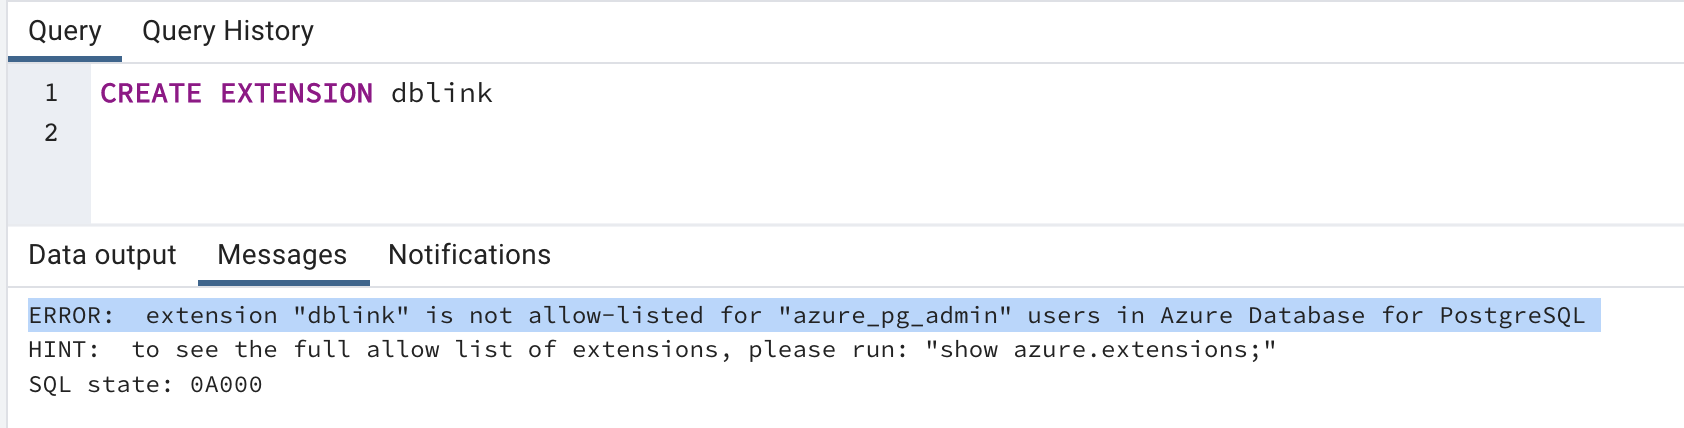 Query Query History
1 CREATE EXTENSION dblink
2
Data output Messages Notifications
ERROR:  extension "dblink" is not allow-listed for "azure_pg_admin" users in Azure Database for PostgreSQL
HINT:  to see the full allow list of extensions, please run: "show azure.extensions;"
SQL state: 0A000